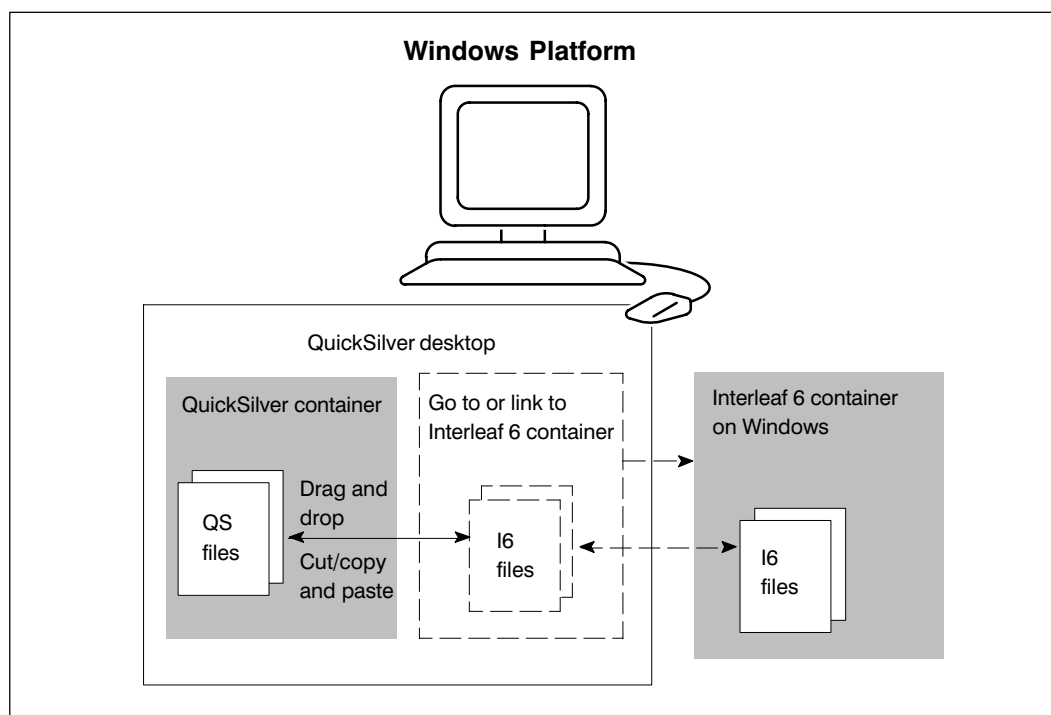 Windows Platform
QuickSilver desktop
QuickSilver container
Go to or link to
Interleaf 6 container
Interleaf 6 container
on Windows
Drag and
drop
QS
files
Cut/copy
and paste
I6
files
I6
files